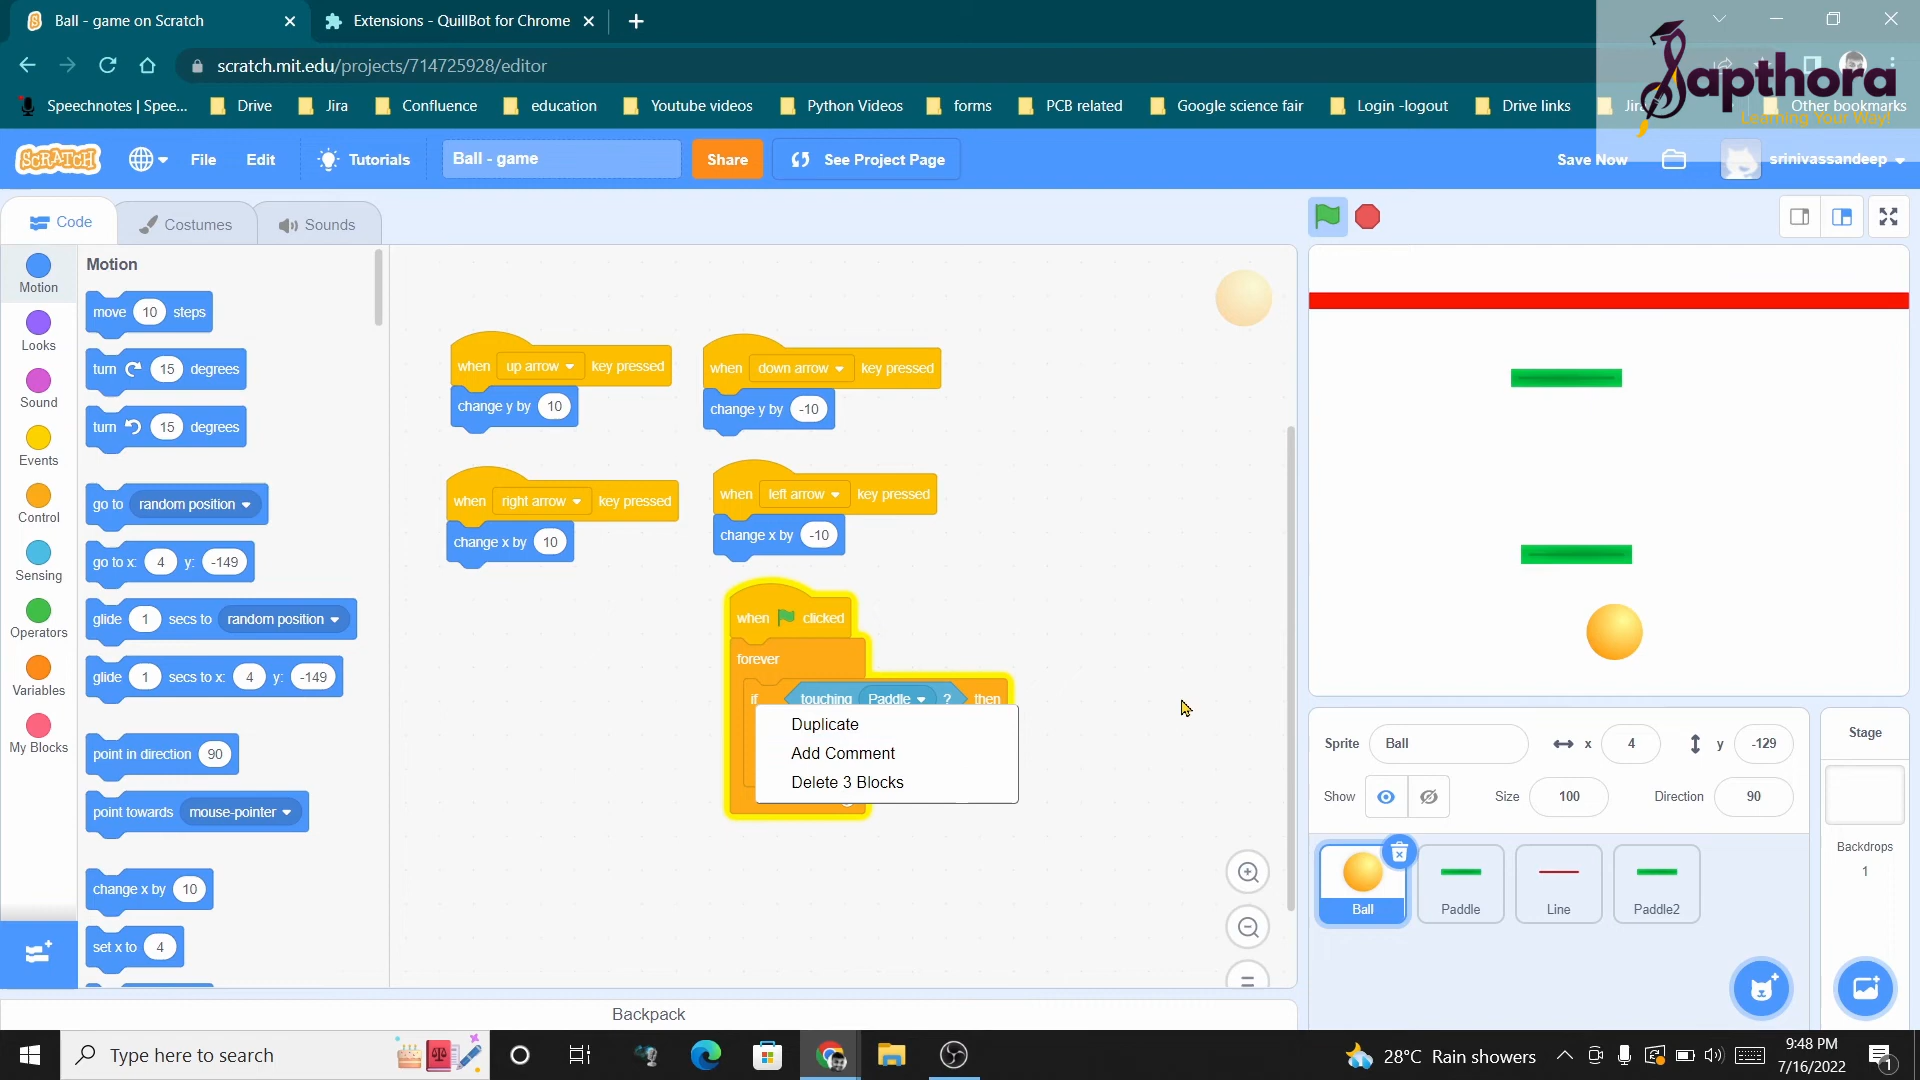 Ball - game on Scratch
Extensions - QuillBot for Chrome
scratch.mit.edu/projects/714725928/editor
Sapthora
Learning Your Way!
Speechnotes | Spee...
Drive
Jira
Confluence
education
Youtube videos
Python Videos
forms
PCB related
Google science fair
Login -logout
Drive links
Other bookmarks
SCRATCH
File
Edit
Tutorials
Ball - game
Share
See Project Page
Save Now
srinivassandeep
Code
Costumes
Sounds
Motion
Looks
Sound
Events
Control
Sensing
Operators
Variables
My Blocks
Motion
move 10 steps
turn 15 degrees
turn 15 degrees
go to random position
go to x: 4 y: -149
glide 1 secs to random position
glide 1 secs to x: 4 y: -149
point in direction 90
point towards mouse-pointer
change x by 10
set x to 4
when up arrow key pressed
change y by 10
when down arrow key pressed
change y by -10
when right arrow key pressed
change x by 10
when left arrow key pressed
change x by -10
when clicked
forever
if touching Paddle ? then
Duplicate
Add Comment
Delete 3 Blocks
Sprite Ball x 4 y -129
Show Size 100 Direction 90
Ball
Paddle
Line
Paddle2
Stage
Backdrops
1
Backpack
Type here to search
28°C Rain showers
9:48 PM
7/16/2022
1